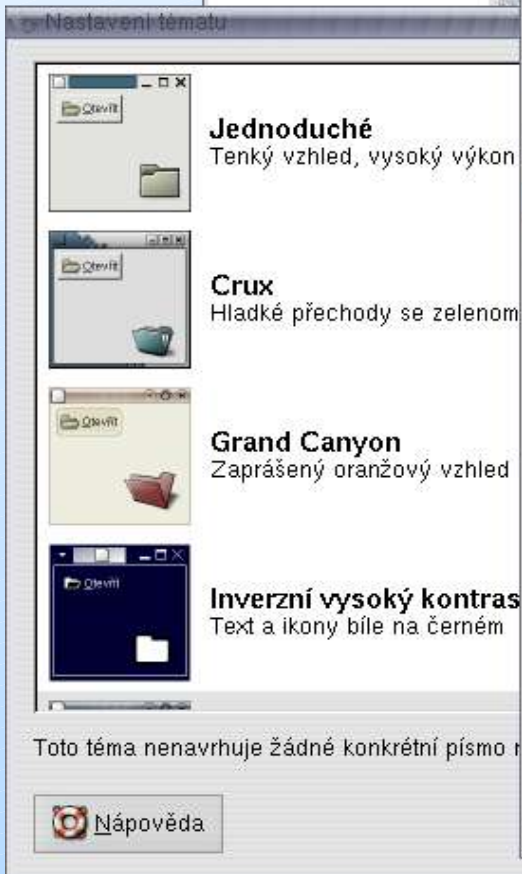 Nastavení tématu
Otevřít
Jednoduché
Tenký vzhled, vysoký výkon
Otevřít
Crux
Hladké přechody se zelenom
Otevřít
Grand Canyon
Zaprášený oranžový vzhled
Otevřít
Inverzní vysoký kontras
Text a ikony bíle na černém
Toto téma nenavrhuje žádné konkrétní písmo
Nápověda